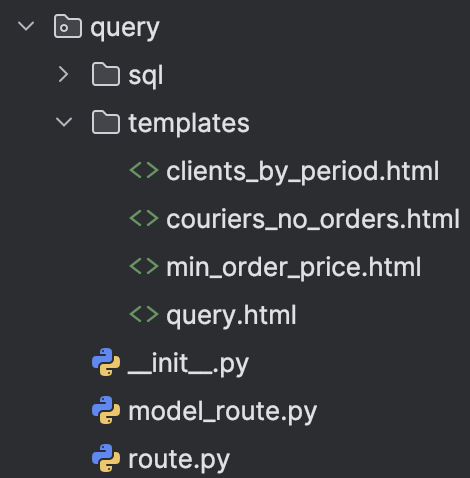 query
sql
templates
clients_by_period.html
couriers_no_orders.html
min_order_price.html
query.html
__init__.py
model_route.py
route.py